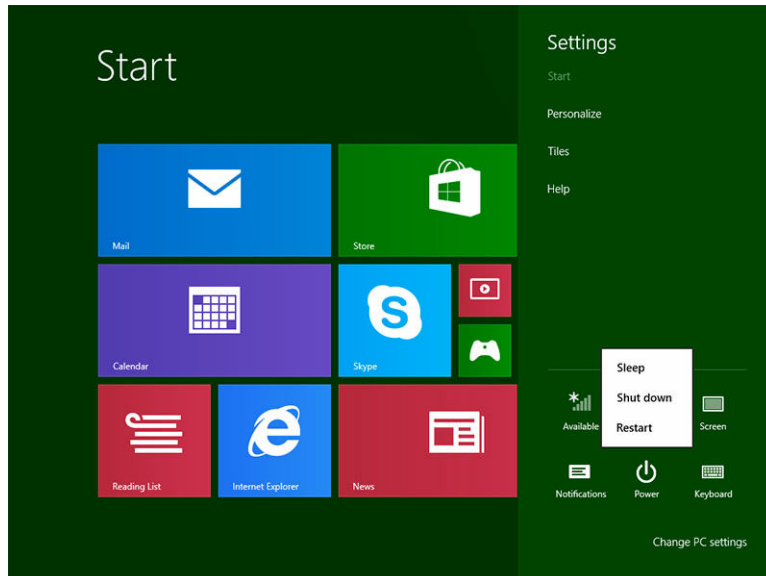 Start
Mail
Store
Calendar
Skype
Reading List
Internet Explorer
News
Settings
Start
Personalize
Tiles
Help
Sleep
Shut down
Restart
Available
Screen
Notifications
Power
Keyboard
Change PC settings